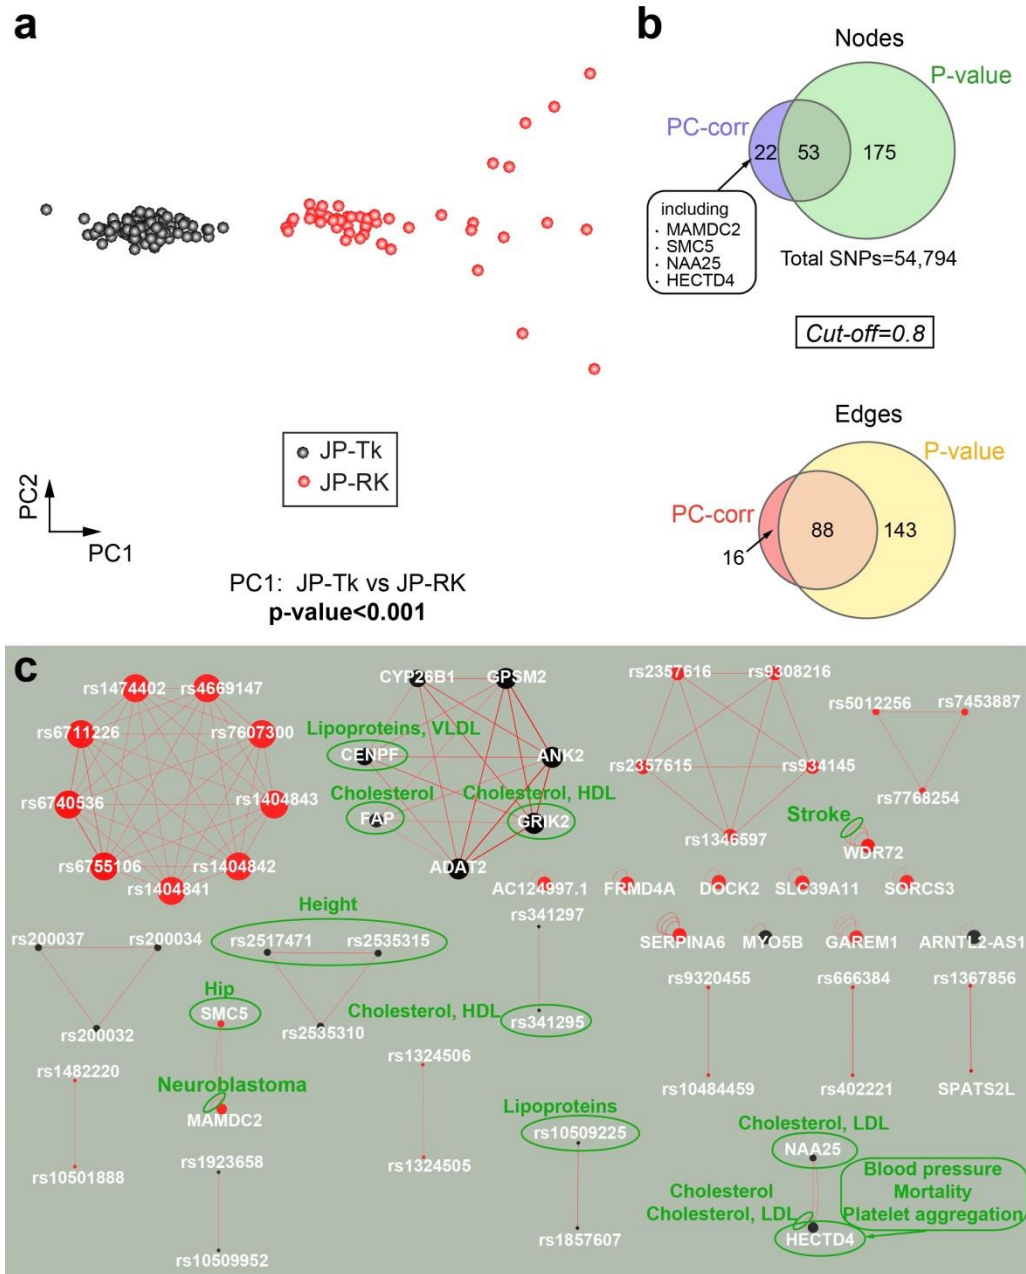 a
JP-Tk
JP-RK
PC2
PC1
PC1: JP-Tk vs JP-RK
p-value<0.001
b
Nodes
P-value
PC-corr
22
53
175
including
· MAMDC2
· SMC5
· NAA25
· HECTD4
Total SNPs=54,794
Cut-off=0.8
Edges
P-value
PC-corr
16
88
143
c
rs1474402
rs4669147
rs6711226
rs7607300
rs6740536
rs1404843
rs6755106
rs1404842
rs1404841
CYP26B1
GPSM2
Lipoproteins, VLDL
CENPF
ANK2
Cholesterol
Cholesterol, HDL
FAP
GRIK2
ADAT2
rs2357616
rs9308216
rs2357615
rs934145
rs1346597
rs5012256
rs7453887
rs7768254
Stroke
WDR72
AC124997.1
FRMD4A
DOCK2
SLC39A11
SORCS3
SERPINA6
MYO5B
GAREM1
ARNTL2-AS1
rs200037
rs200034
rs200032
Height
rs2517471
rs2535315
rs2535310
rs341297
Cholesterol, HDL
rs341295
Hip
SMC5
Neuroblastoma
MAMDC2
rs9320455
rs666384
rs1367856
rs10484459
rs402221
SPATS2L
rs1482220
rs10501888
rs1324506
rs1324505
rs1923658
rs10509952
Lipoproteins
rs10509225
rs1857607
Cholesterol, LDL
NAA25
Cholesterol
Cholesterol, LDL
HECTD4
Blood pressure
Mortality
Platelet aggregation